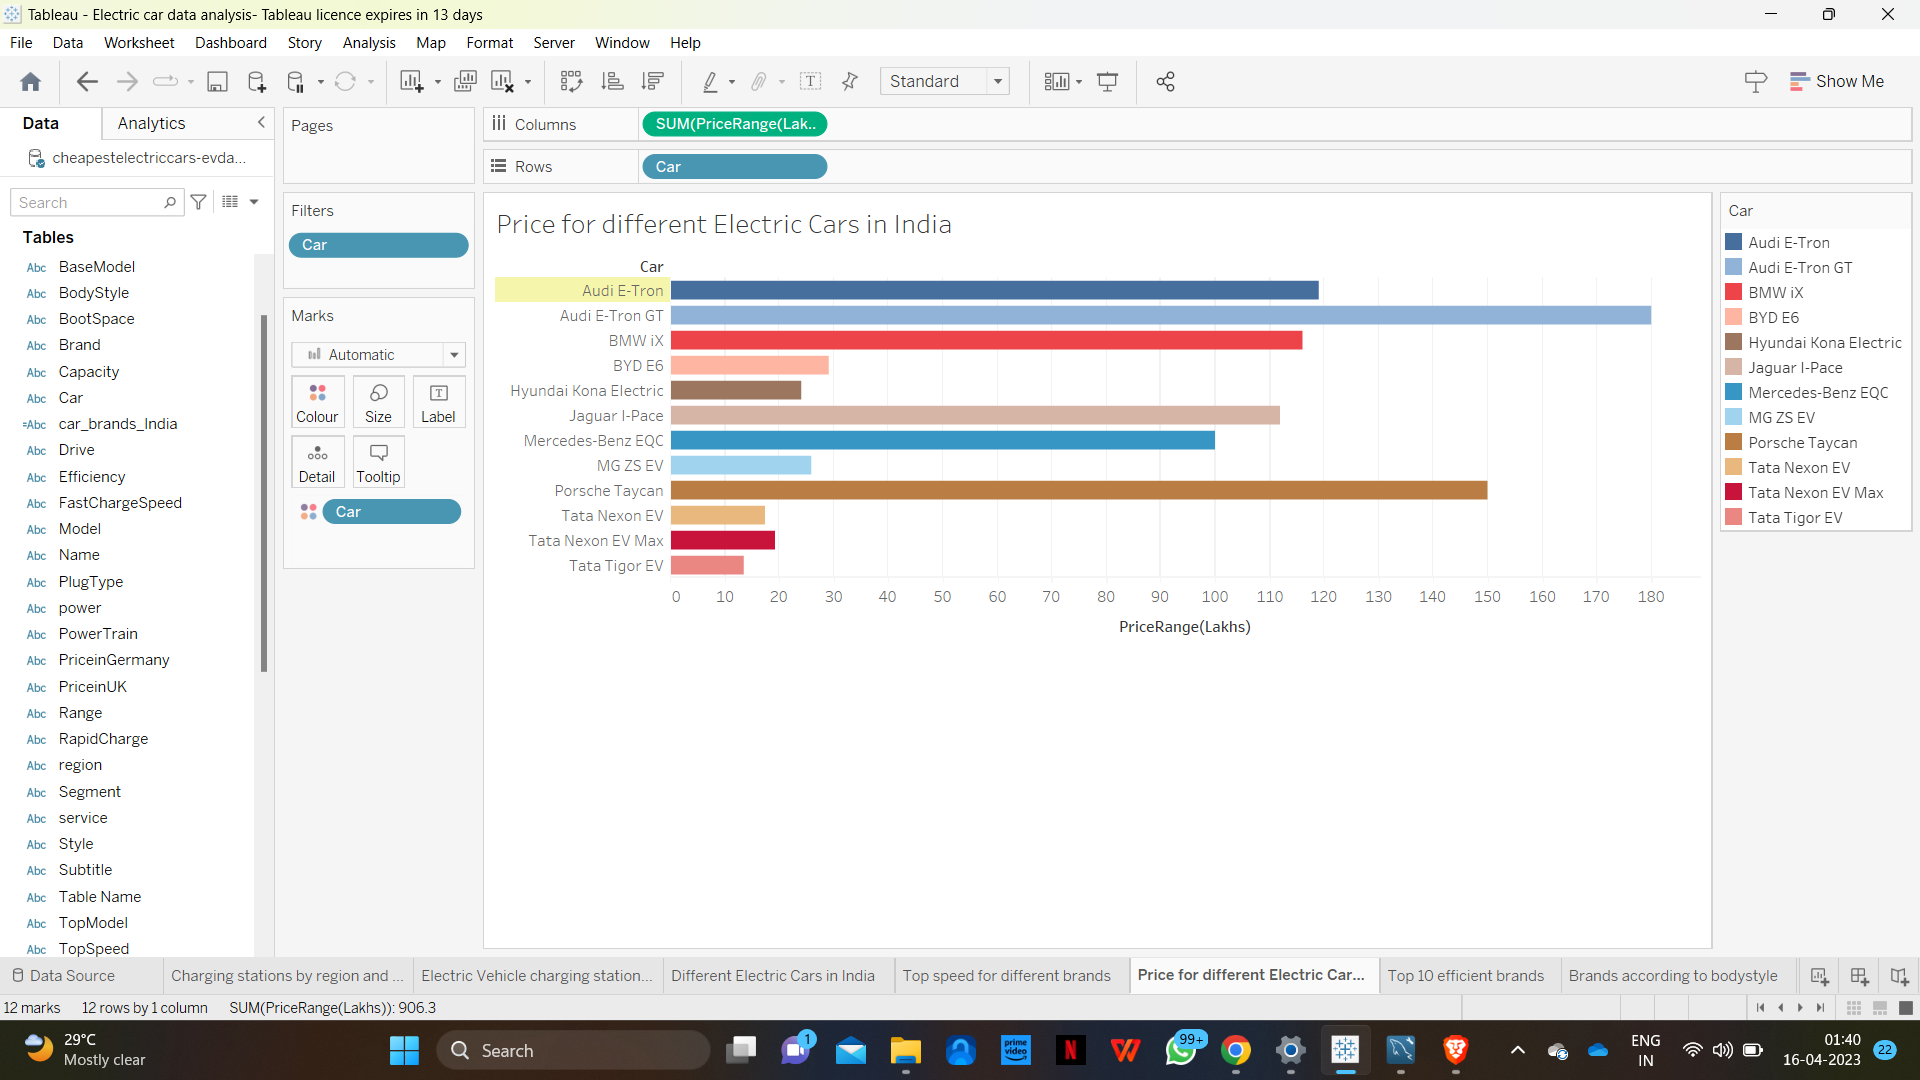 Tableau - Electric car data analysis- Tableau licence expires in 13 days
File Data Worksheet Dashboard Story Analysis Map Format Server Window Help
Standard
Show Me
Data
Analytics
cheapestelectriccars-evda...
Search
Tables
Abc BaseModel
Abc BodyStyle
Abc BootSpace
Abc Brand
Abc Capacity
Abc Car
=Abc car_brands_India
Abc Drive
Abc Efficiency
Abc FastChargeSpeed
Abc Model
Abc Name
Abc PlugType
Abc power
Abc PowerTrain
Abc PriceinGermany
Abc PriceinUK
Abc Range
Abc RapidCharge
Abc region
Abc Segment
Abc service
Abc Style
Abc Subtitle
Abc Table Name
Abc TopModel
Abc TopSpeed
Pages
Filters
Car
Marks
Automatic
Colour Size Label
Detail Tooltip
Car
Columns SUM(PriceRange(Lak..
Rows Car
Price for different Electric Cars in India
Car
Audi E-Tron
Audi E-Tron GT
BMW iX
BYD E6
Hyundai Kona Electric
Jaguar I-Pace
Mercedes-Benz EQC
MG ZS EV
Porsche Taycan
Tata Nexon EV
Tata Nexon EV Max
Tata Tigor EV
0 10 20 30 40 50 60 70 80 90 100 110 120 130 140 150 160 170 180
PriceRange(Lakhs)
Car
Audi E-Tron
Audi E-Tron GT
BMW iX
BYD E6
Hyundai Kona Electric
Jaguar I-Pace
Mercedes-Benz EQC
MG ZS EV
Porsche Taycan
Tata Nexon EV
Tata Nexon EV Max
Tata Tigor EV
Data Source Charging stations by region and ... Electric Vehicle charging station... Different Electric Cars in India Top speed for different brands Price for different Electric Car... Top 10 efficient brands Brands according to bodystyle
12 marks 12 rows by 1 column SUM(PriceRange(Lakhs)): 906.3
29°C
Mostly clear
Search
1
prime video
N
W
99+
ENG
IN
01:40
16-04-2023
22